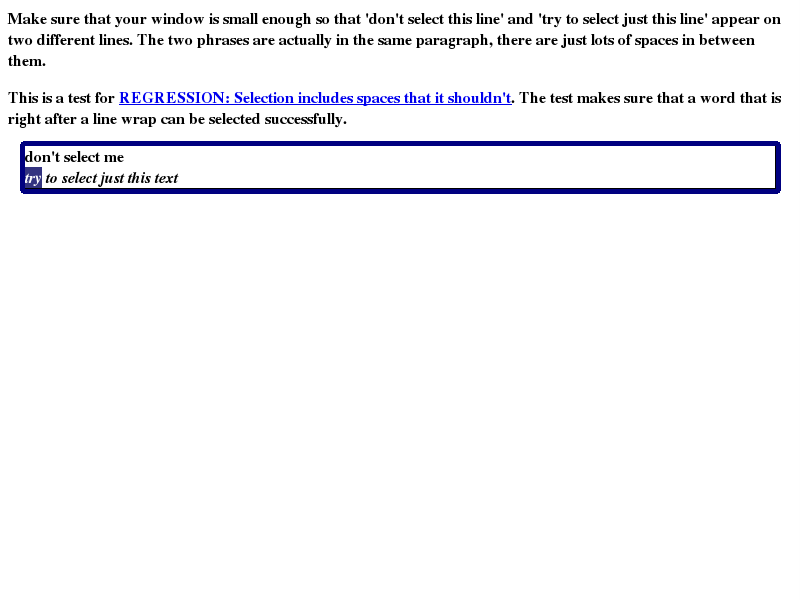 Make sure that your window is small enough so that 'don't select this line' and 'try to select just this line' appear on
two different lines. The two phrases are actually in the same paragraph, there are just lots of spaces in between
them.
This is a test for REGRESSION: Selection includes spaces that it shouldn't. The test makes sure that a word that is
right after a line wrap can be selected successfully.
don't select me
try to select just this text